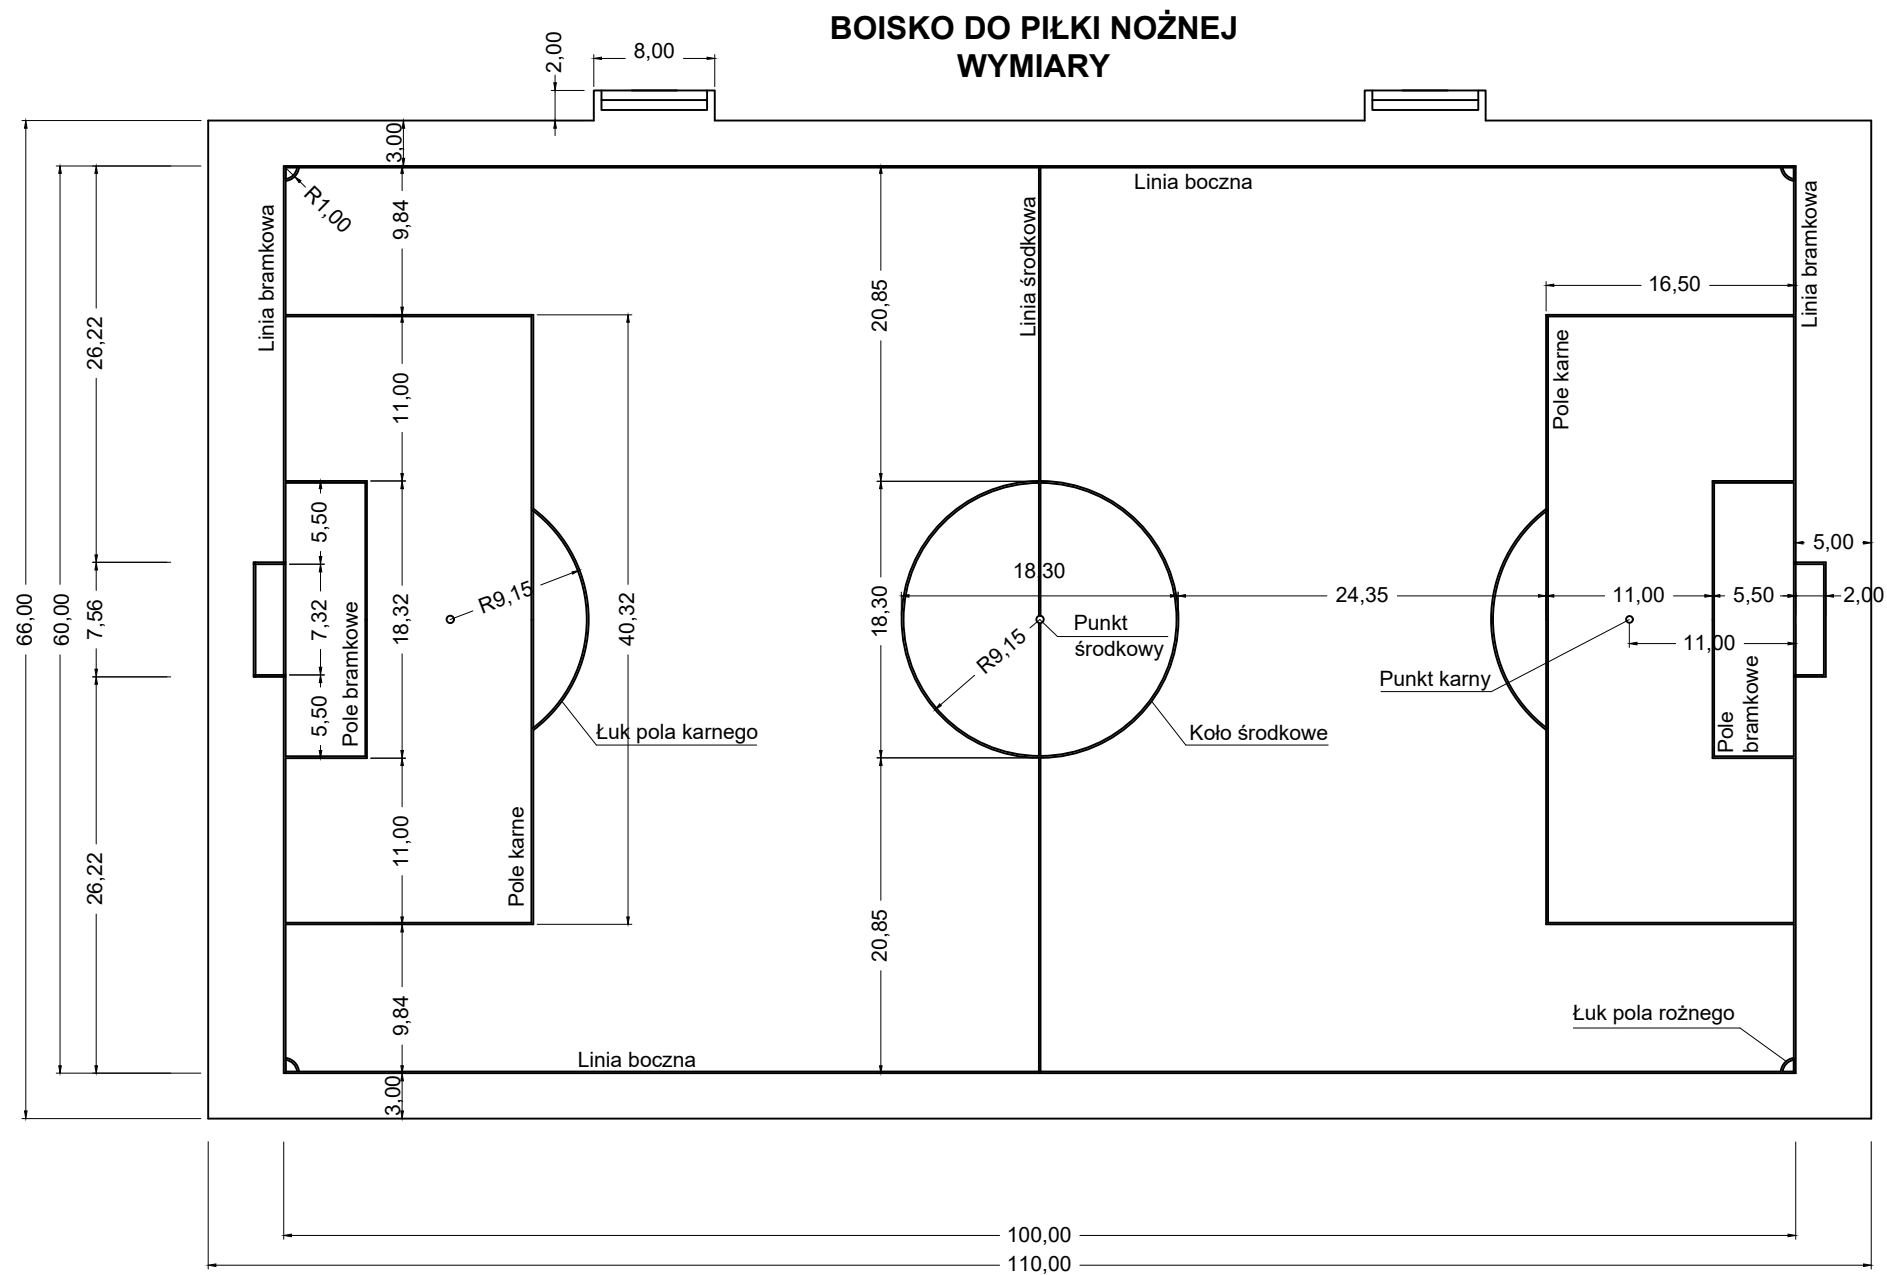 BOISKO DO PIŁKI NOŻNEJ
WYMIARY
2,00
8,00
3,00
R1,00
9,84
Linia bramkowa
Linia boczna
Linia środkowa
Linia bramkowa
20,85
16,50
26,22
11,00
40,32
Pole karne
5,50
7,32
5,50
18,32
Pole bramkowe
R9,15
66,00
60,00
7,56
18,30
18,30
R9,15
Punkt
środkowy
24,35
11,00
5,50
5,00
2,00
11,00
Punkt karny
Pole
bramkowe
Łuk pola karnego
Koło środkowe
11,00
Pole karne
26,22
20,85
9,84
Łuk pola rożnego
Linia boczna
3,00
100,00
110,00